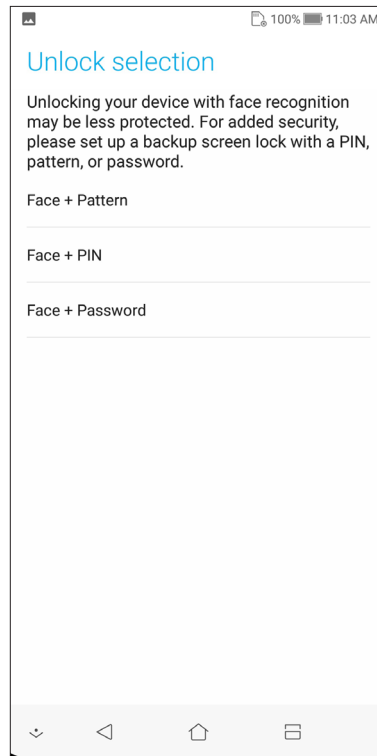 100% 11:03 AM
Unlock selection
Unlocking your device with face recognition
may be less protected. For added security,
please set up a backup screen lock with a PIN,
pattern, or password.
Face + Pattern
Face + PIN
Face + Password